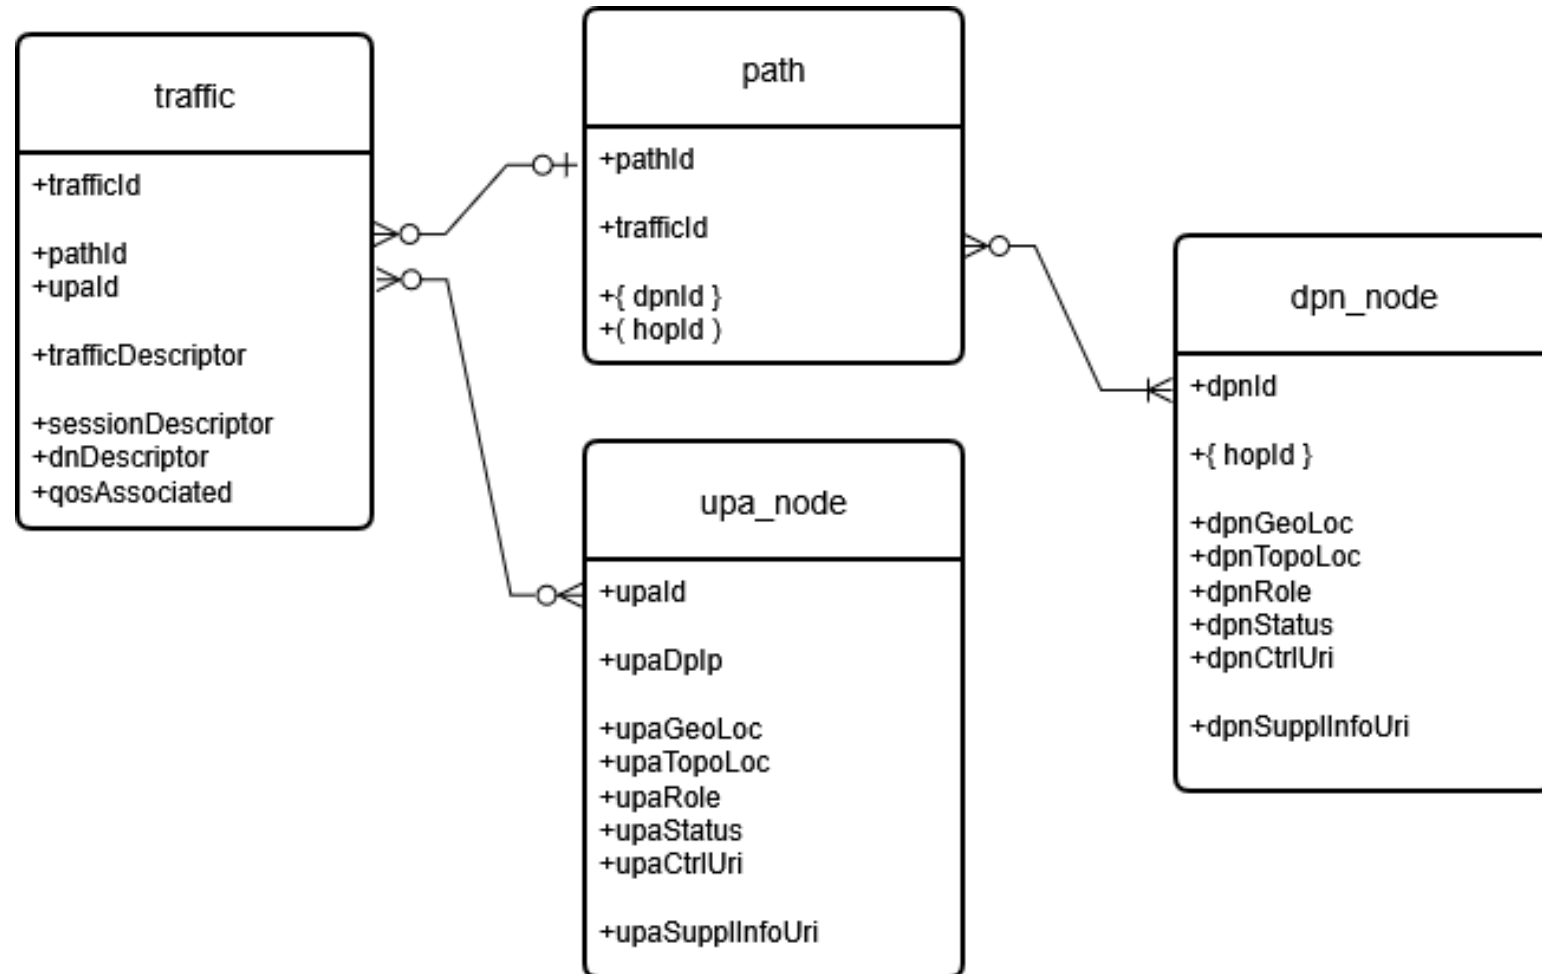 traffic
+trafficId
+pathId
+upaId
+trafficDescriptor
+sessionDescriptor
+dnDescriptor
+qosAssociated
path
+pathId
+trafficId
+{ dpnId }
+( hopId )
upa_node
+upaId
+upaDpIp
+upaGeoLoc
+upaTopoLoc
+upaRole
+upaStatus
+upaCtrlUri
+upaSupplInfoUri
dpn_node
+dpnId
+{ hopId }
+dpnGeoLoc
+dpnTopoLoc
+dpnRole
+dpnStatus
+dpnCtrlUri
+dpnSupplInfoUri